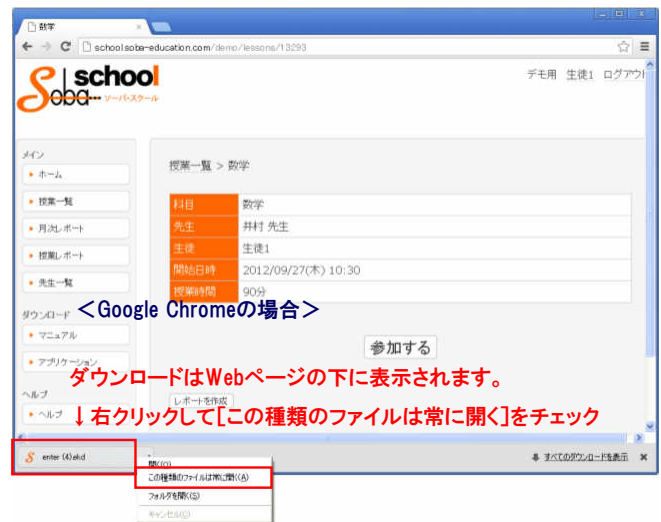 数学
schoolsoba-education.com/demo/lessons/13293
school
Soba
ソーバ・スクール
デモ用 生徒1 ログアウト
メイン
ホーム
授業一覧
月次レポート
授業レポート
先生一覧
ダウンロード
マニュアル
アプリケーション
ヘルプ
ヘルプ
授業一覧 > 数学
科目 数学
先生 井村 先生
生徒 生徒1
開始日時 2012/09/27(木) 10:30
授業時間 90分
<Google Chromeの場合>
参加する
ダウンロードはWebページの下に表示されます。
レポートを作成
↓右クリックして[この種類のファイルは常に開く]をチェック
enter (4).ekd
すべてのダウンロードを表示
開く(O)
この種類のファイルは常に開く(A)
フォルダを開く(S)
キャンセル(C)